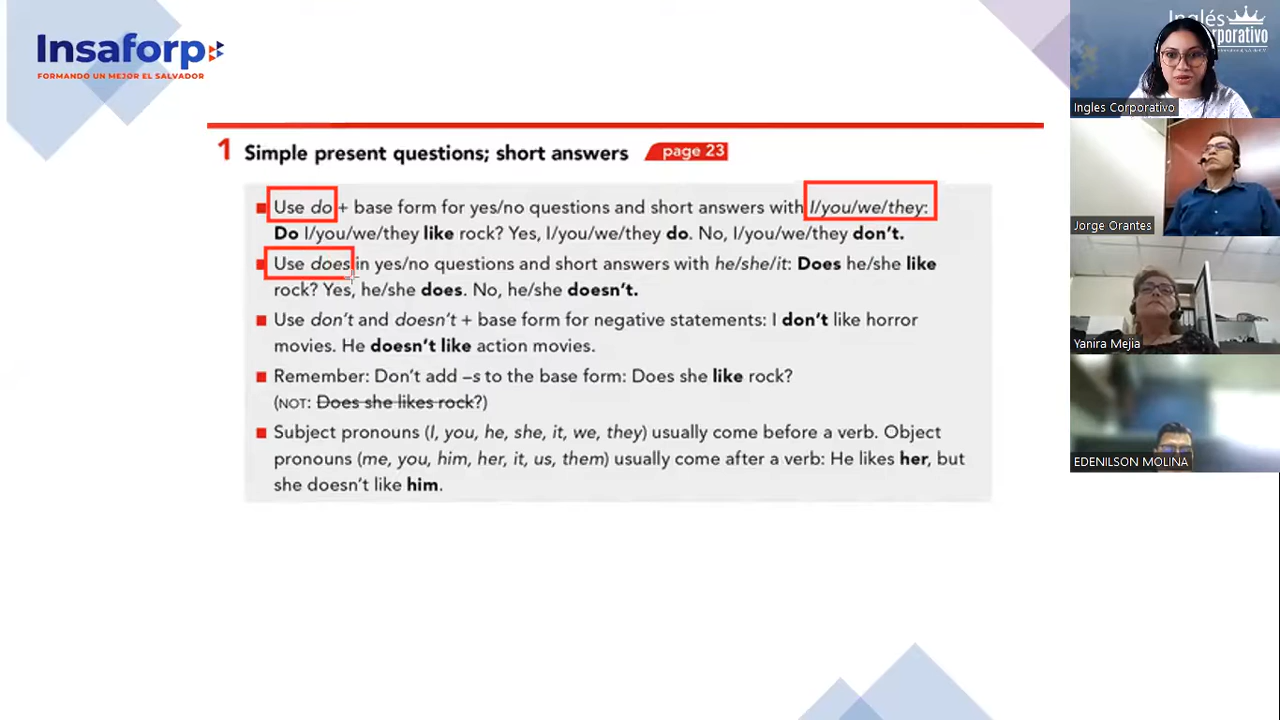 Insaforp
FORMANDO UN MEJOR EL SALVADOR
1 Simple present questions; short answers page 23
Use do + base form for yes/no questions and short answers with I/you/we/they:
Do I/you/we/they like rock? Yes, I/you/we/they do. No, I/you/we/they don't.
Use does in yes/no questions and short answers with he/she/it: Does he/she like
rock? Yes, he/she does. No, he/she doesn't.
Use don't and doesn't + base form for negative statements: I don't like horror
movies. He doesn't like action movies.
Remember: Don't add –s to the base form: Does she like rock?
(NOT: Does she likes rock?)
Subject pronouns (I, you, he, she, it, we, they) usually come before a verb. Object
pronouns (me, you, him, her, it, us, them) usually come after a verb: He likes her, but
she doesn't like him.
Inglés
Corporativo
Ingles Corporativo
Jorge Orantes
Yanira Mejia
EDENILSON MOLINA